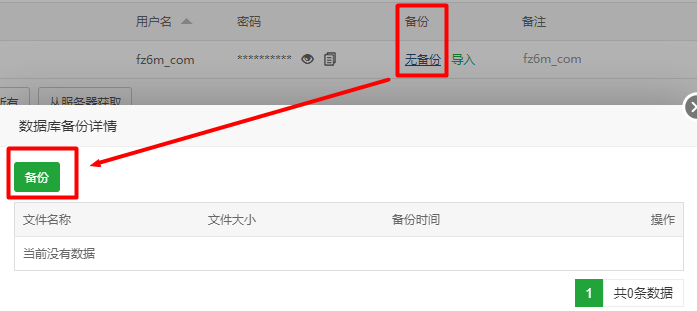 用户名 密码 备份 备注
fz6m_com ********** 无备份 导入 fz6m_com
所有 从服务器获取
数据库备份详情
备份
文件名称 文件大小 备份时间 操作
当前没有数据
1 共0条数据